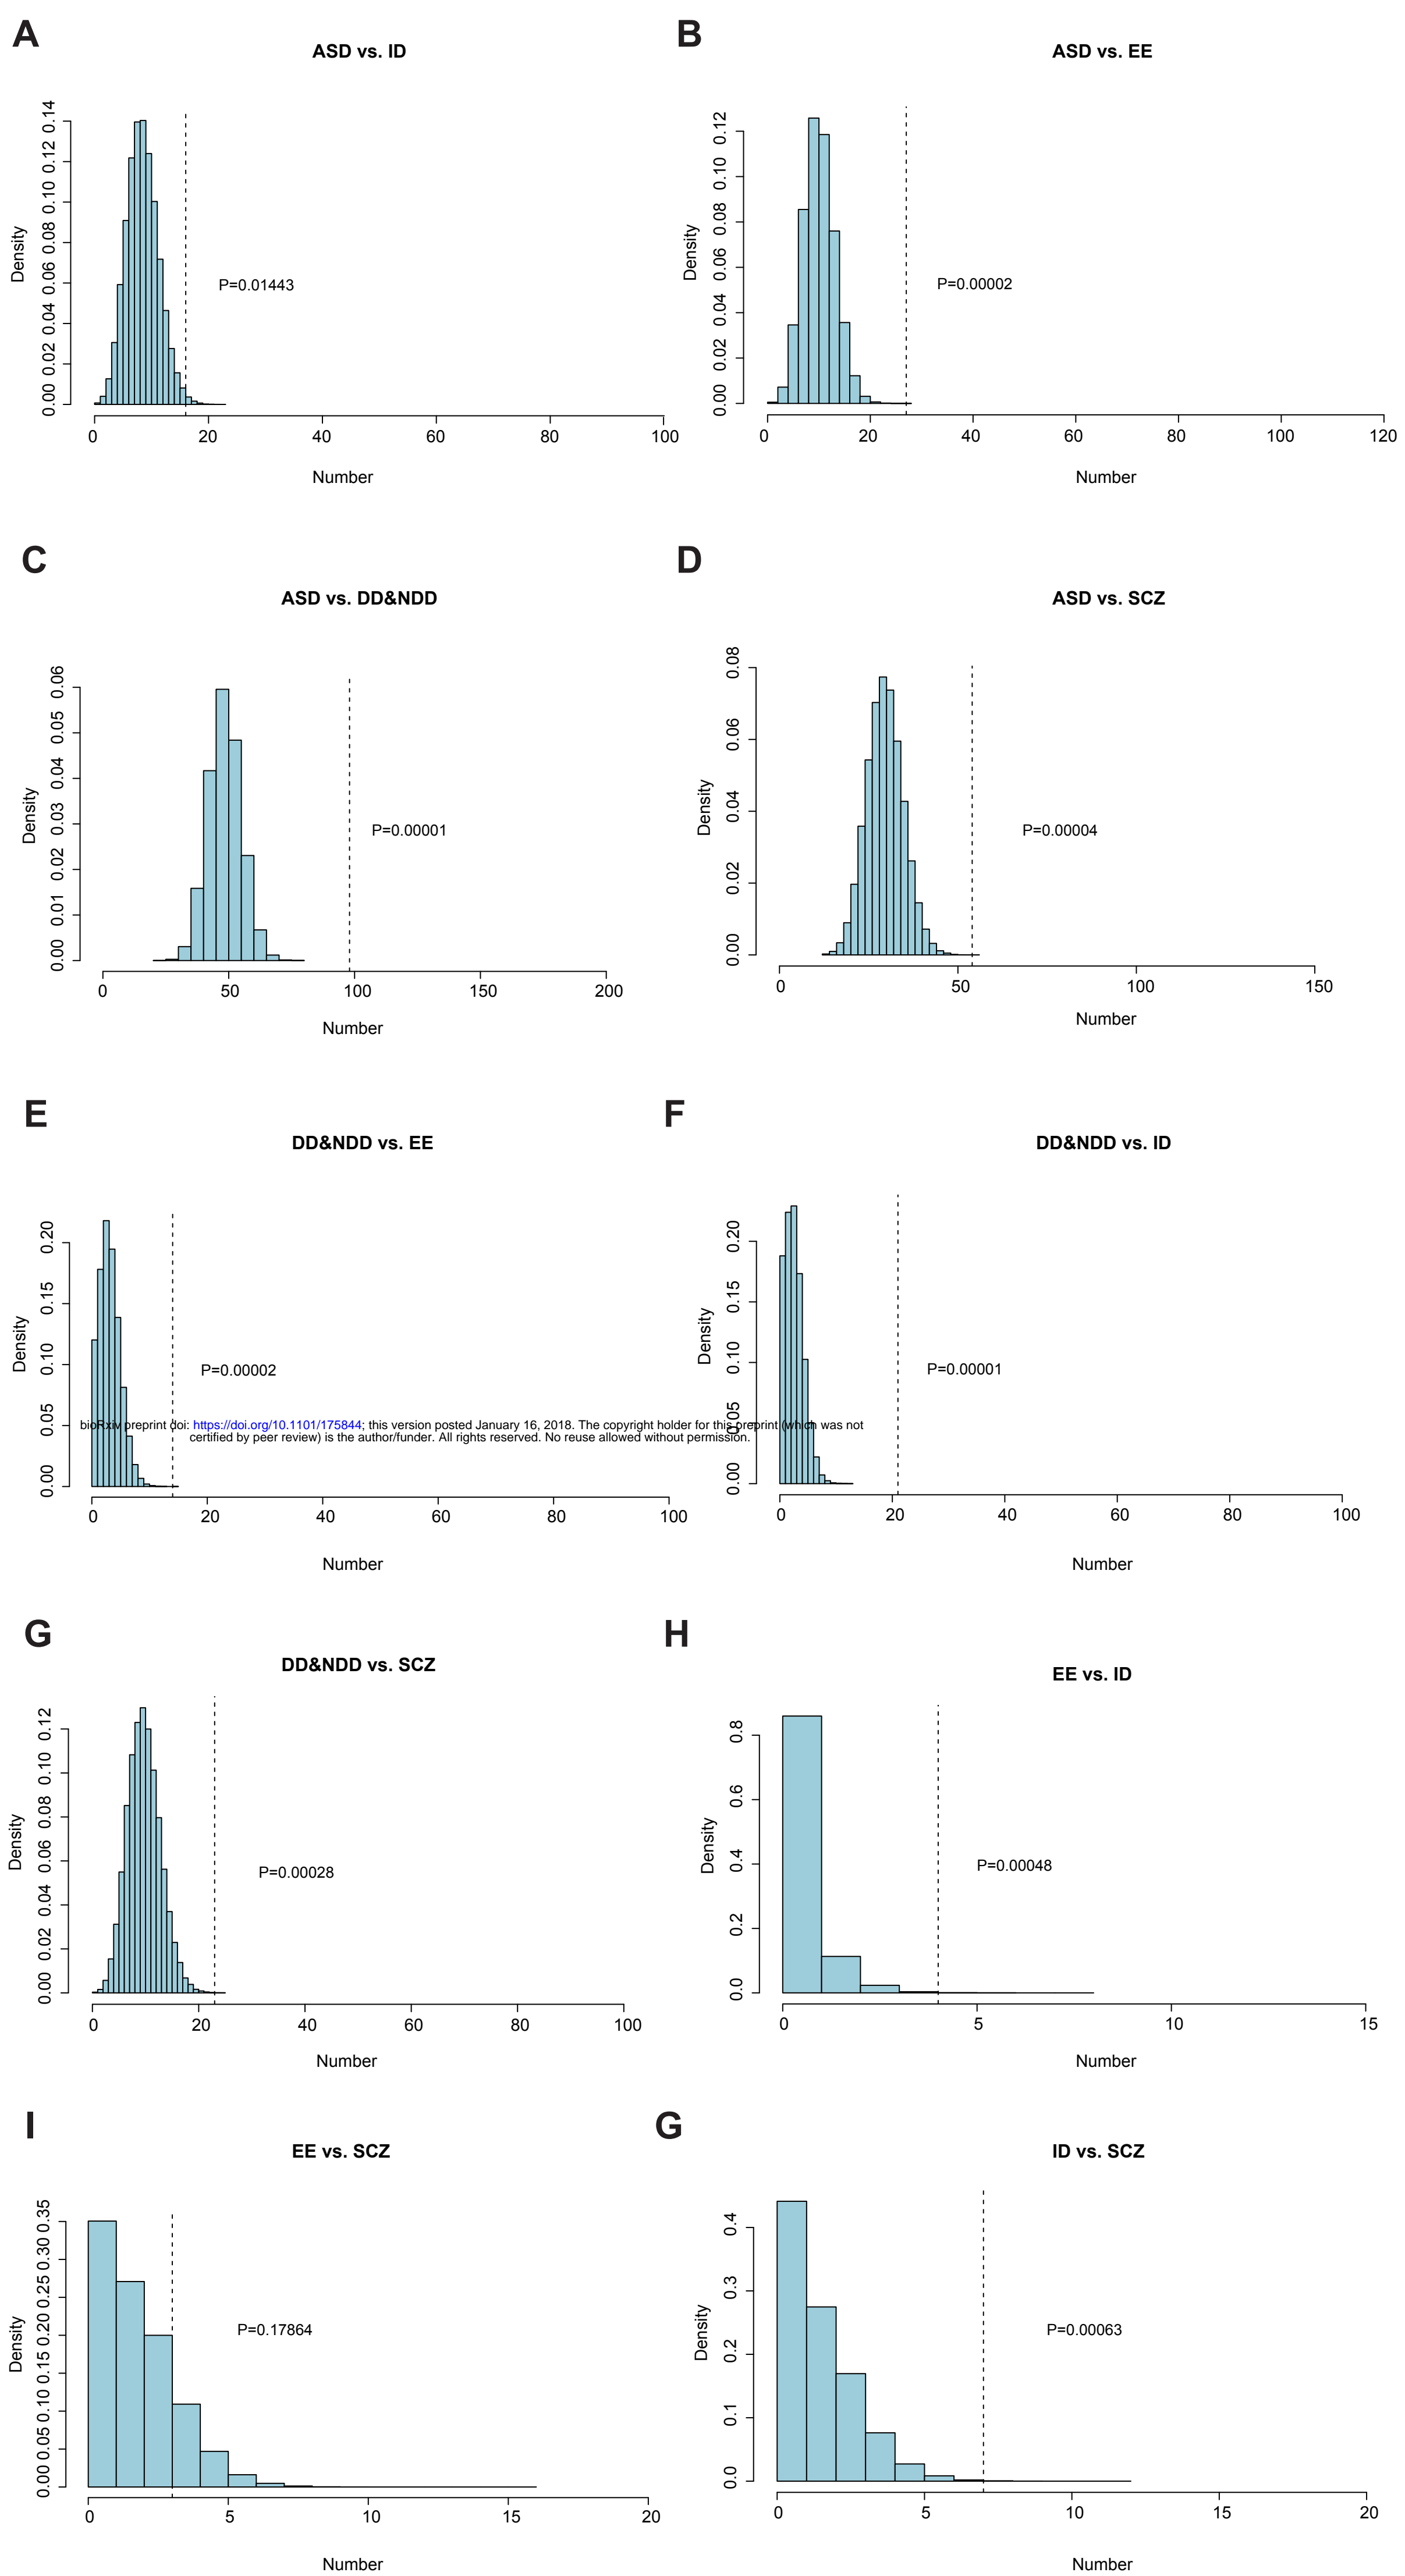 A
ASD vs. ID
Density
0.00 0.02 0.04 0.06 0.08 0.10 0.12 0.14
P=0.01443
0 20 40 60 80 100
Number
B
ASD vs. EE
Density
0.00 0.02 0.04 0.06 0.08 0.10 0.12
P=0.00002
0 20 40 60 80 100 120
Number
C
ASD vs. DD&NDD
Density
0.00 0.01 0.02 0.03 0.04 0.05 0.06
P=0.00001
0 50 100 150 200
Number
D
ASD vs. SCZ
Density
0.00 0.02 0.04 0.06 0.08
P=0.00004
0 50 100 150
Number
E
DD&NDD vs. EE
Density
0.00 0.05 0.10 0.15 0.20
P=0.00002
0 20 40 60 80 100
Number
F
DD&NDD vs. ID
Density
0.00 0.05 0.10 0.15 0.20
P=0.00001
0 20 40 60 80 100
Number
bioRxiv preprint doi: https://doi.org/10.1101/175844; this version posted January 16, 2018. The copyright holder for this preprint (which was not
certified by peer review) is the author/funder. All rights reserved. No reuse allowed without permission.
G
DD&NDD vs. SCZ
Density
0.00 0.02 0.04 0.06 0.08 0.10 0.12
P=0.00028
0 20 40 60 80 100
Number
H
EE vs. ID
Density
0.0 0.2 0.4 0.6 0.8
P=0.00048
0 5 10 15
Number
I
EE vs. SCZ
Density
0.00 0.05 0.10 0.15 0.20 0.25 0.30 0.35
P=0.17864
0 5 10 15 20
Number
G
ID vs. SCZ
Density
0.0 0.1 0.2 0.3 0.4
P=0.00063
0 5 10 15 20
Number